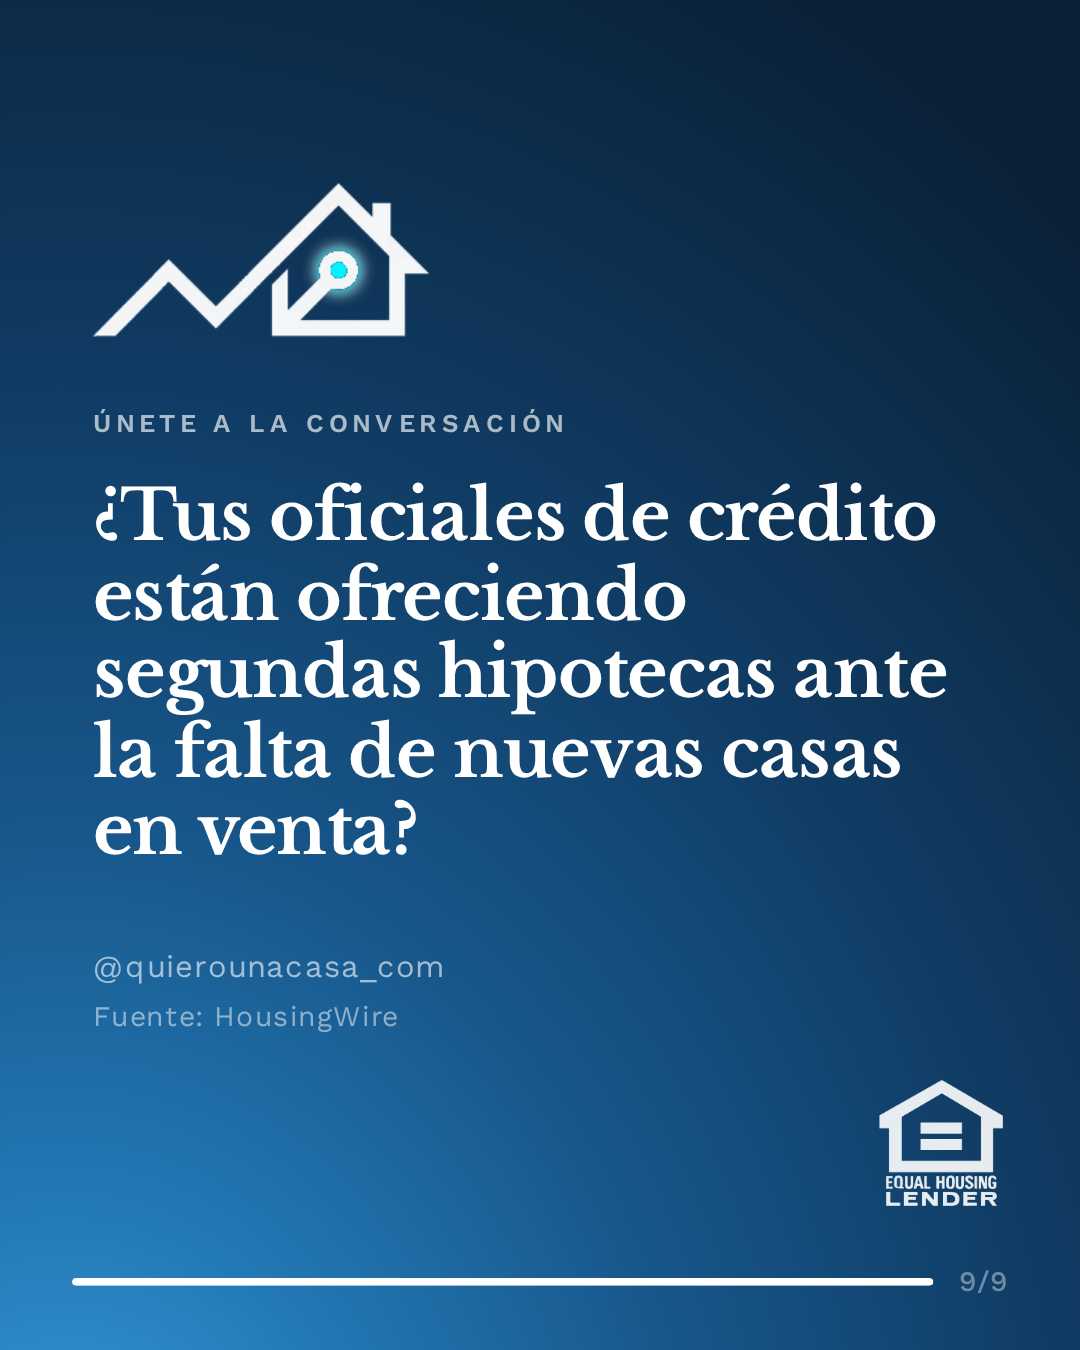 ÚNETE A LA CONVERSACIÓN
¿Tus oficiales de crédito
están ofreciendo
segundas hipotecas ante
la falta de nuevas casas
en venta?
@quierounacasa_com
Fuente: HousingWire
EQUAL HOUSING
LENDER
9/9